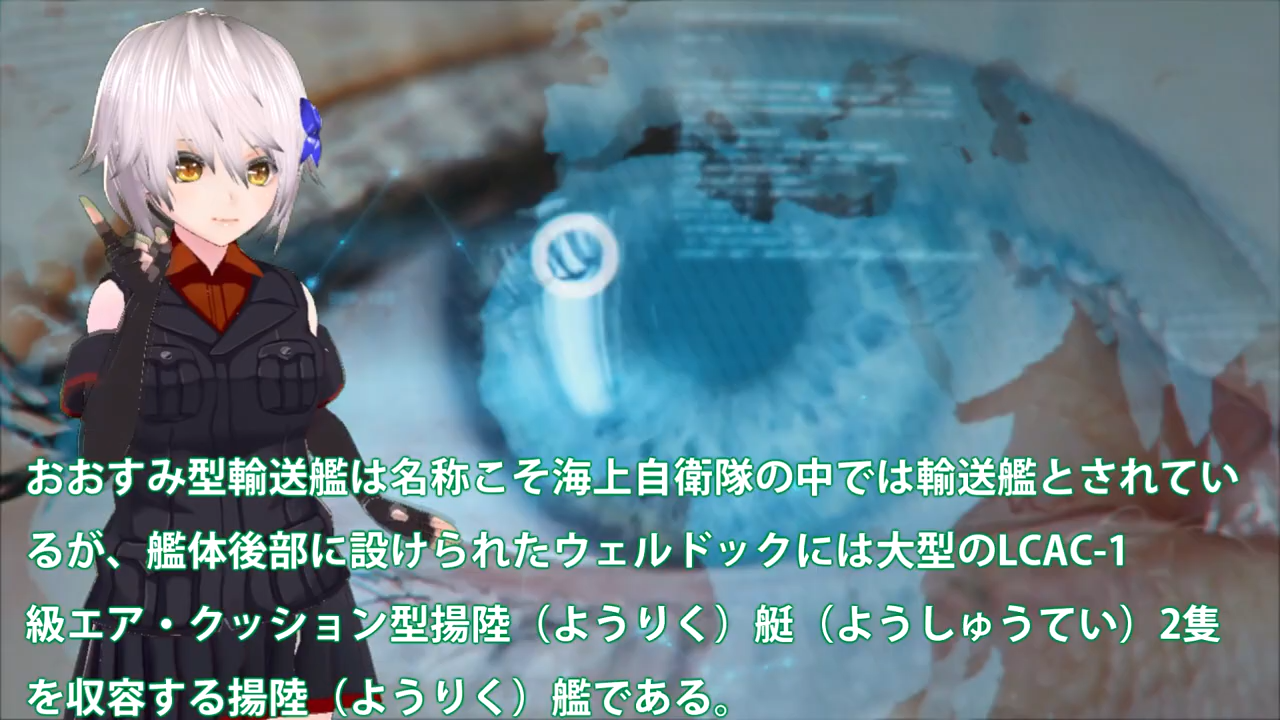 おおすみ型輸送艦は名称こそ海上自衛隊の中では輸送艦とされてい
るが、艦体後部に設けられたウェルドックには大型のLCAC-1
級エア・クッション型揚陸（ようりく）艇（ようしゅうてい）2隻
を収容する揚陸（ようりく）艦である。